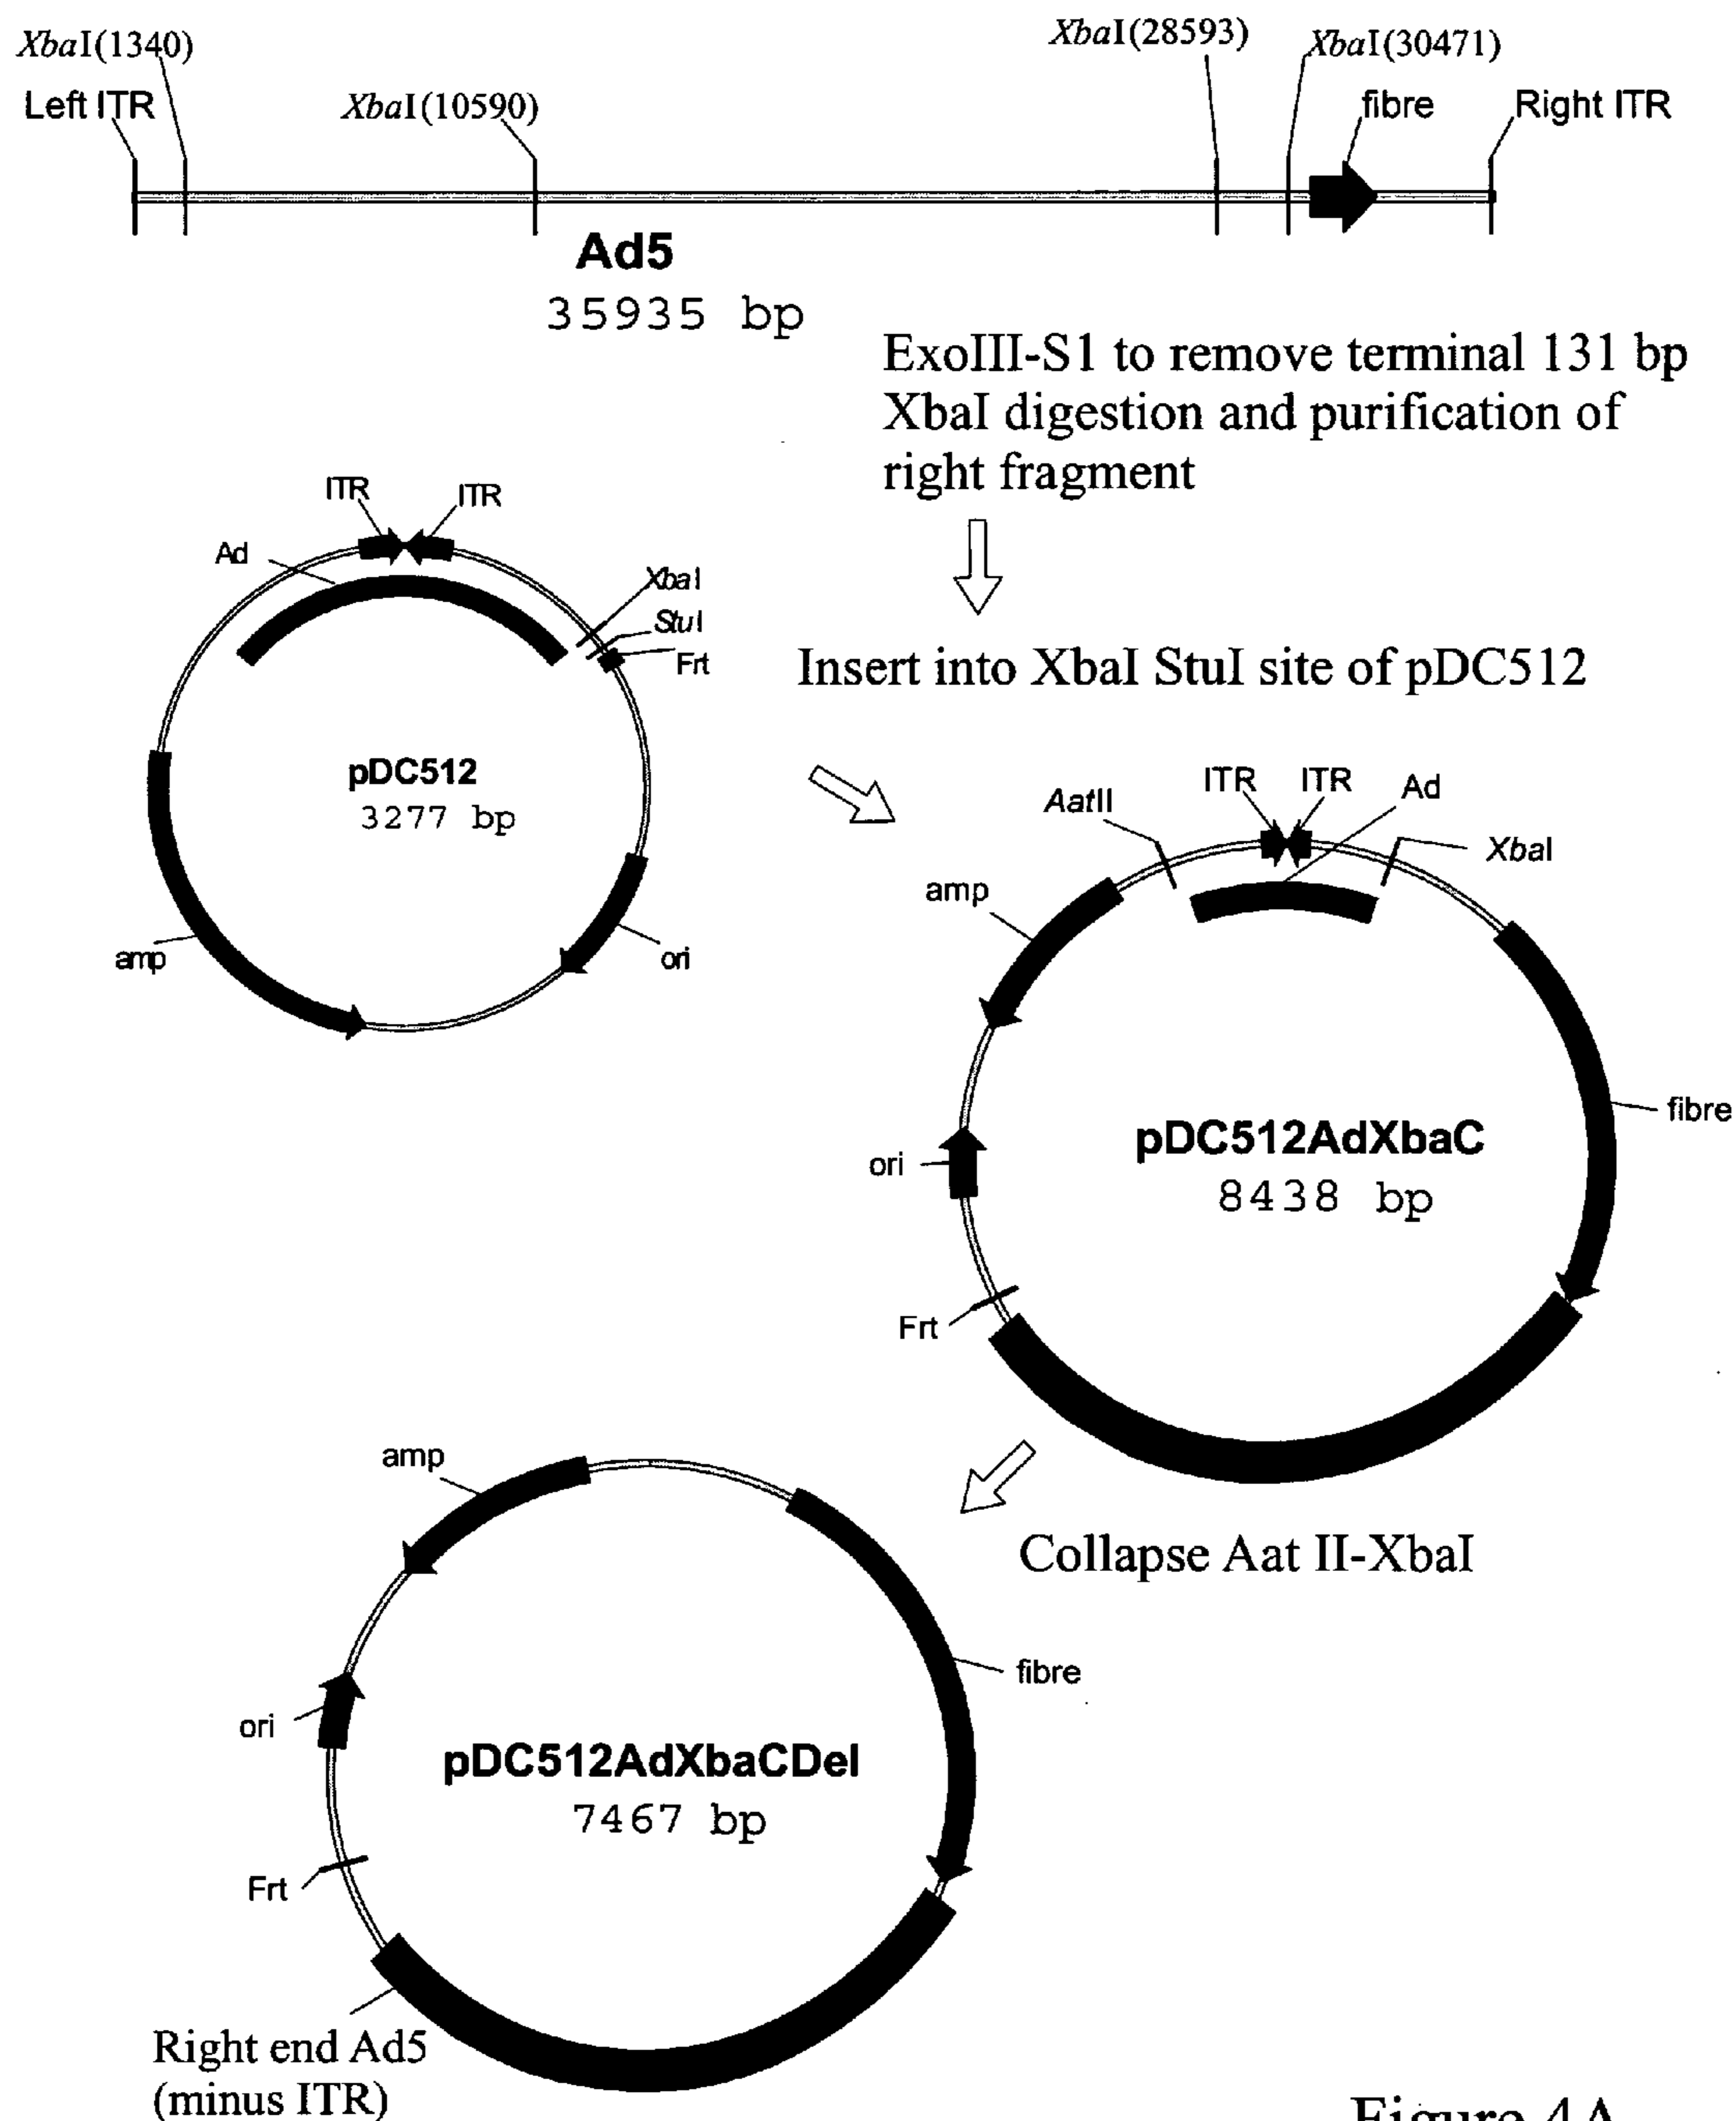 XbaI(1340)
XbaI(28593)
XbaI(30471)
Left ITR
XbaI(10590)
fibre
Right ITR
Ad5
35935 bp
ExoIII-S1 to remove terminal 131 bp
XbaI digestion and purification of
right fragment
ITR
ITR
Ad
XbaI
StuI
Frt
Insert into XbaI StuI site of pDC512
pDC512
3277 bp
amp
ori
ITR
ITR
Ad
AatII
XbaI
amp
fibre
pDC512AdXbaC
8438 bp
ori
Frt
amp
Collapse Aat II-XbaI
fibre
ori
pDC512AdXbaCDel
7467 bp
Frt
Right end Ad5
(minus ITR)
Figure 4A